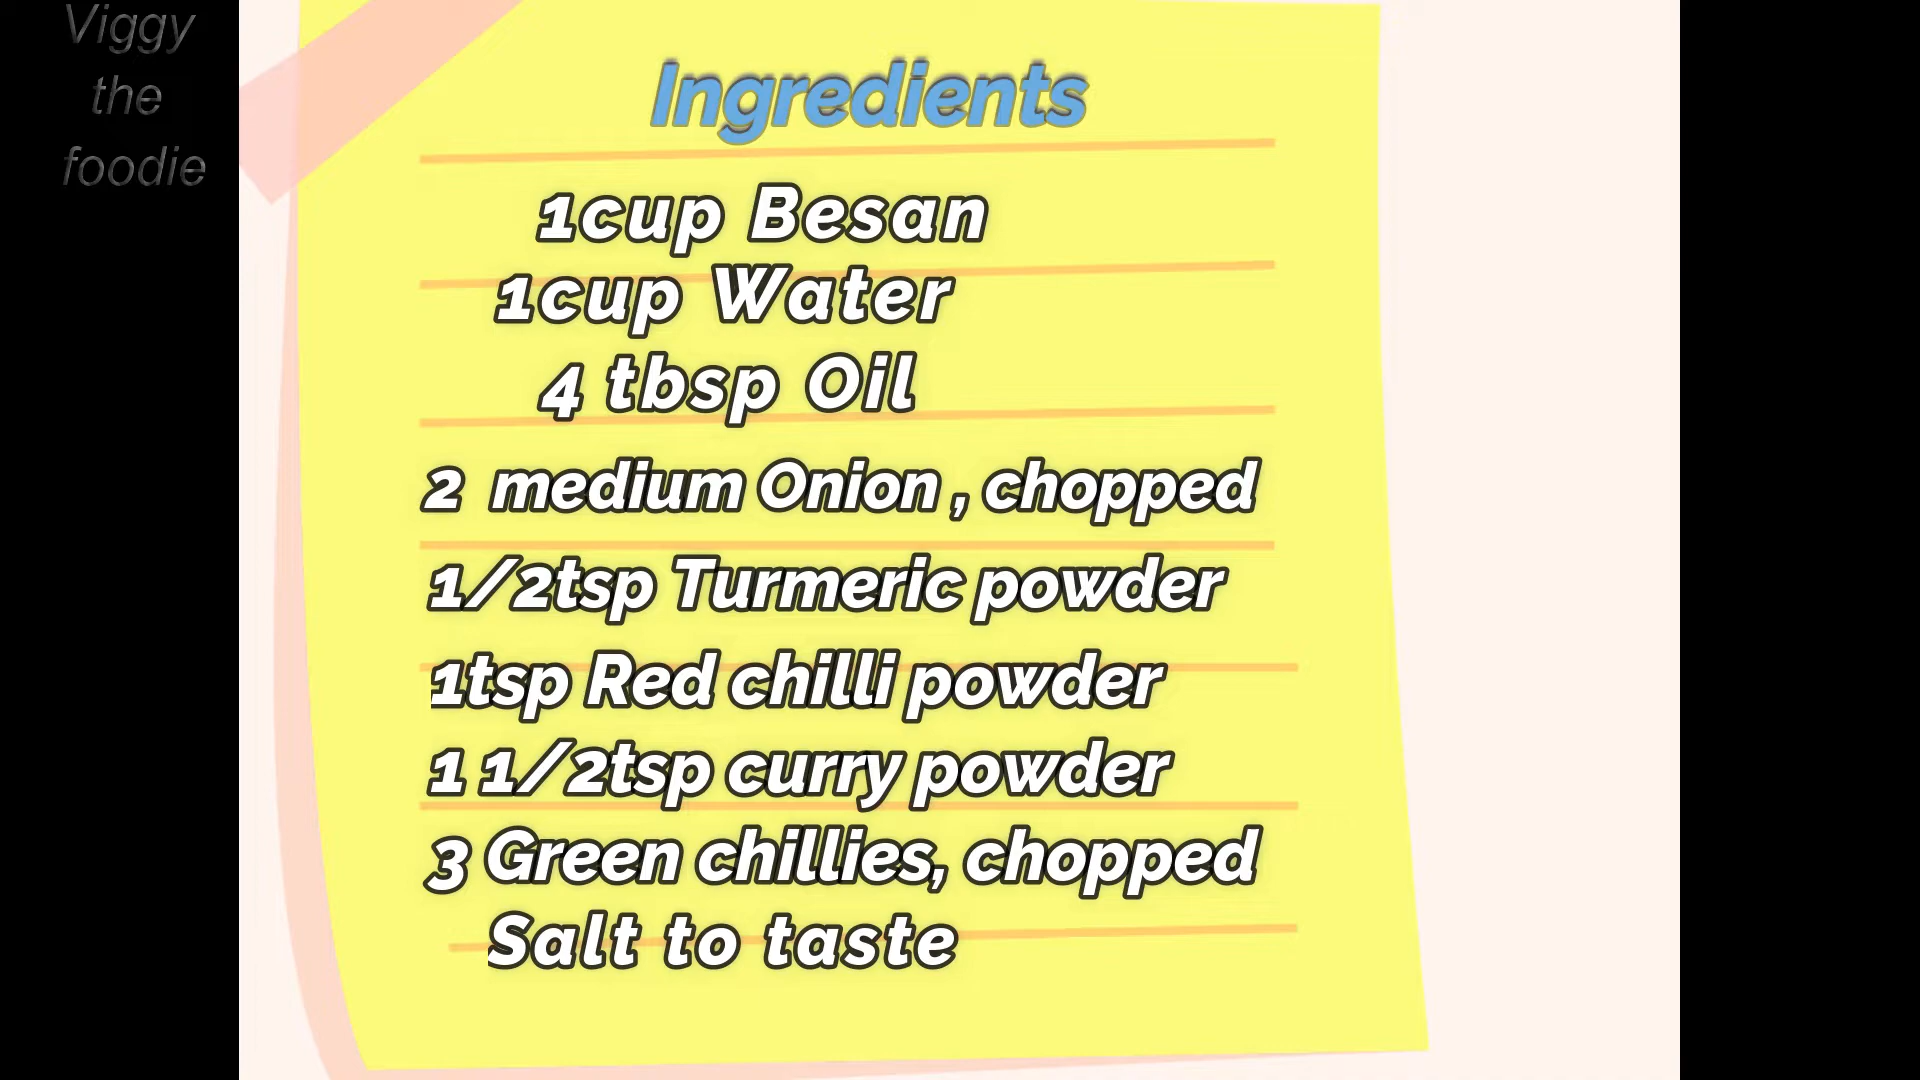 Viggy
the
foodie
Ingredients
1cup Besan
1cup Water
4 tbsp Oil
2 medium Onion , chopped
1/2tsp Turmeric powder
1tsp Red chilli powder
1 1/2tsp curry powder
3 Green chillies, chopped
Salt to taste